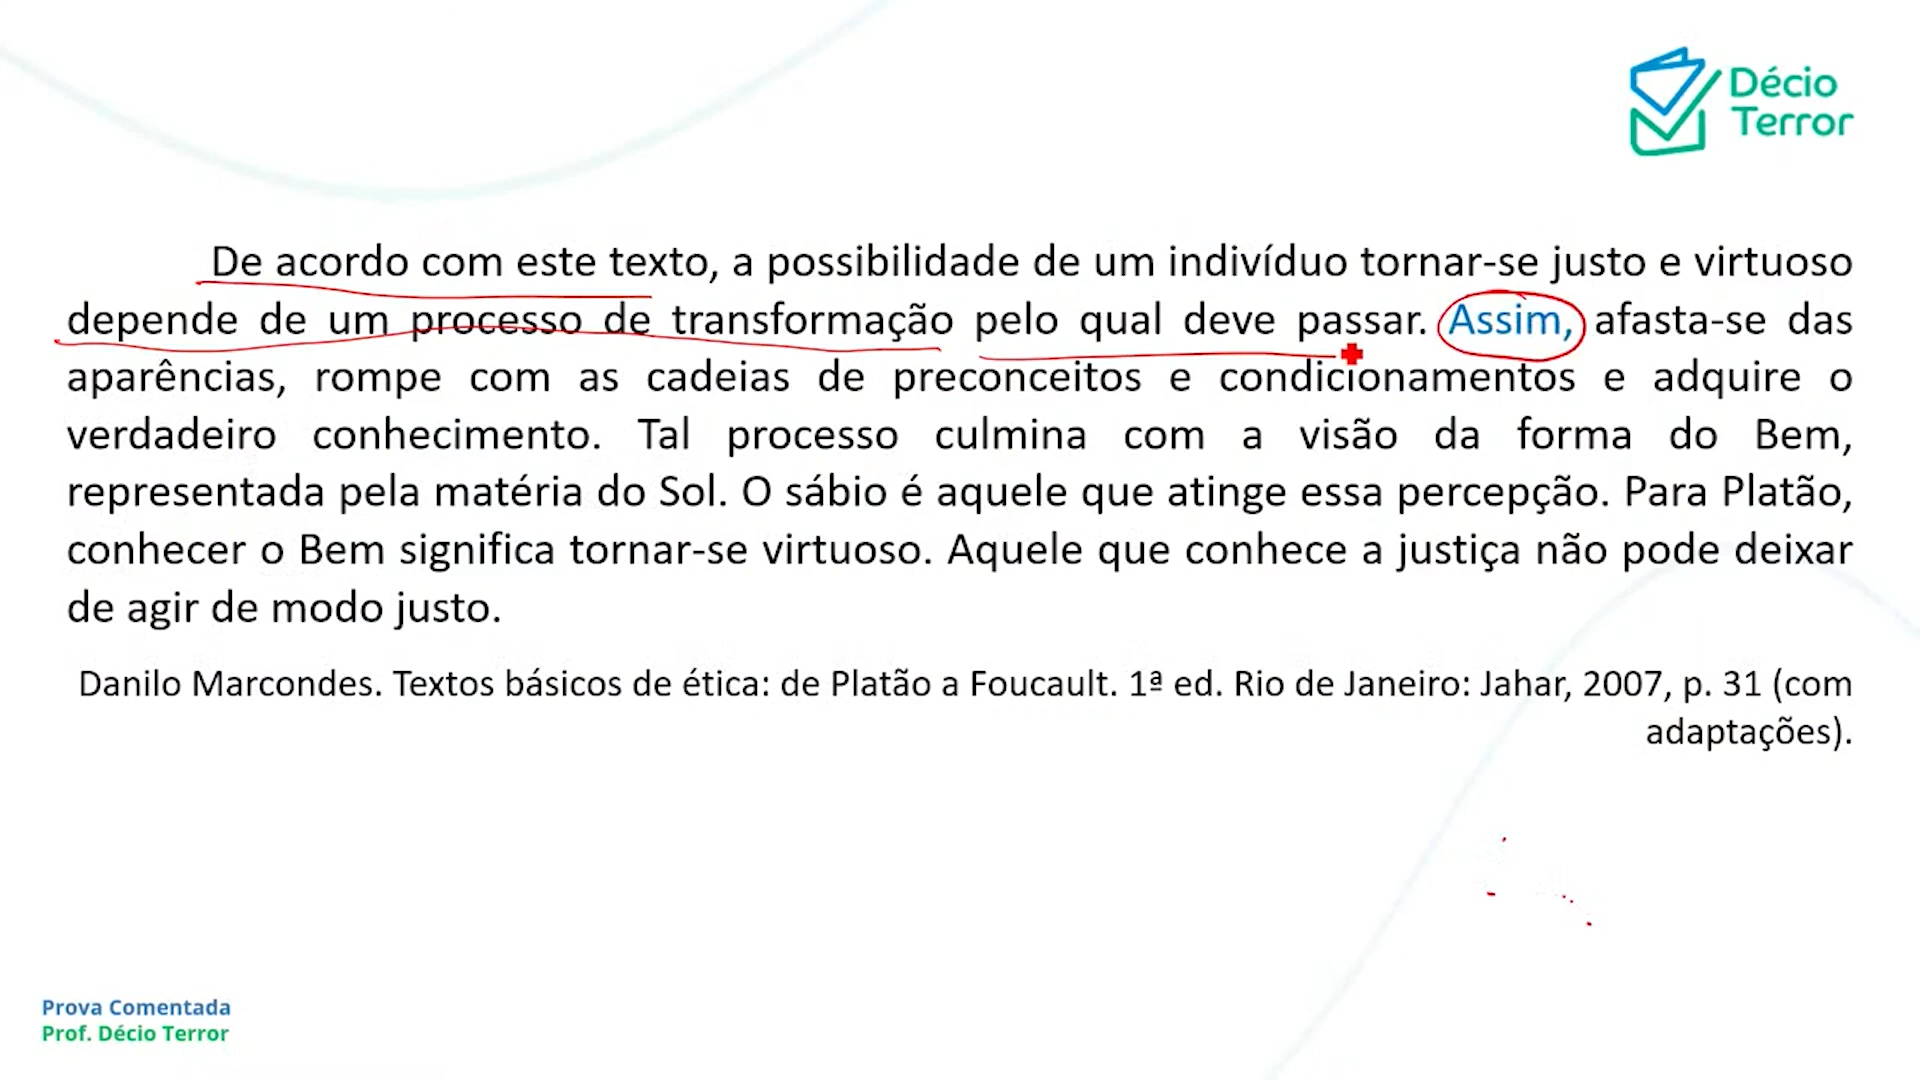 Décio
Terror
De acordo com este texto, a possibilidade de um indivíduo tornar-se justo e virtuoso
depende de um processo de transformação pelo qual deve passar. Assim, afasta-se das
aparências, rompe com as cadeias de preconceitos e condicionamentos e adquire o
verdadeiro conhecimento. Tal processo culmina com a visão da forma do Bem,
representada pela matéria do Sol. O sábio é aquele que atinge essa percepção. Para Platão,
conhecer o Bem significa tornar-se virtuoso. Aquele que conhece a justiça não pode deixar
de agir de modo justo.
Danilo Marcondes. Textos básicos de ética: de Platão a Foucault. 1ª ed. Rio de Janeiro: Jahar, 2007, p. 31 (com
adaptações).
Prova Comentada
Prof. Décio Terror